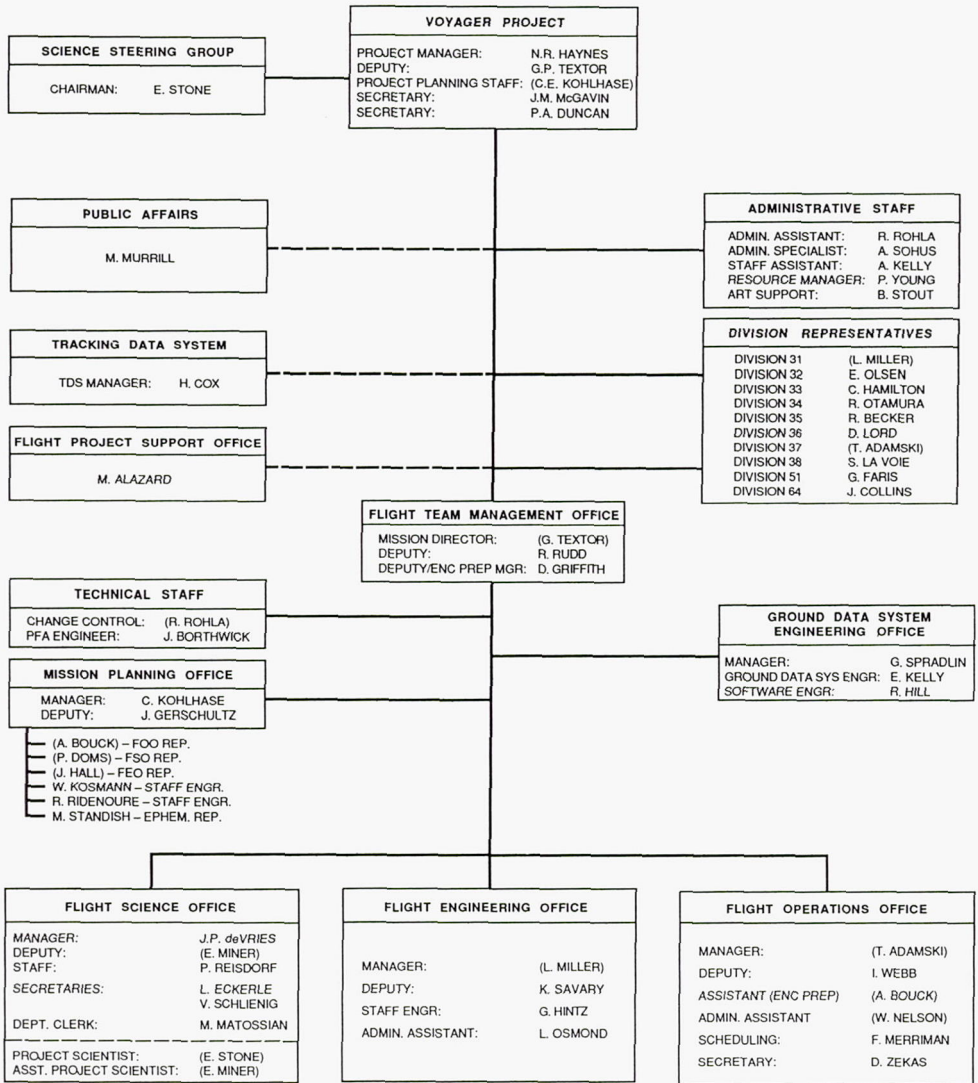 VOYAGER PROJECT
PROJECT MANAGER: N.R. HAYNES
DEPUTY: G.P. TEXTOR
PROJECT PLANNING STAFF: (C.E. KOHLHASE)
SECRETARY: J.M. McGAVIN
SECRETARY: P.A. DUNCAN
SCIENCE STEERING GROUP
CHAIRMAN: E. STONE
PUBLIC AFFAIRS
M. MURRILL
ADMINISTRATIVE STAFF
ADMIN. ASSISTANT: R. ROHLA
ADMIN. SPECIALIST: A. SOHUS
STAFF ASSISTANT: A. KELLY
RESOURCE MANAGER: P. YOUNG
ART SUPPORT: B. STOUT
TRACKING DATA SYSTEM
TDS MANAGER: H. COX
DIVISION REPRESENTATIVES
DIVISION 31 (L. MILLER)
DIVISION 32 E. OLSEN
DIVISION 33 C. HAMILTON
DIVISION 34 R. OTAMURA
DIVISION 35 R. BECKER
DIVISION 36 D. LORD
DIVISION 37 (T. ADAMSKI)
DIVISION 38 S. LA VOIE
DIVISION 51 G. FARIS
DIVISION 64 J. COLLINS
FLIGHT PROJECT SUPPORT OFFICE
M. ALAZARD
FLIGHT TEAM MANAGEMENT OFFICE
MISSION DIRECTOR: (G. TEXTOR)
DEPUTY: R. RUDD
DEPUTY/ENC PREP MGR: D. GRIFFITH
TECHNICAL STAFF
CHANGE CONTROL: (R. ROHLA)
PFA ENGINEER: J. BORTHWICK
GROUND DATA SYSTEM
ENGINEERING OFFICE
MANAGER: G. SPRADLIN
GROUND DATA SYS ENGR: E. KELLY
SOFTWARE ENGR: R. HILL
MISSION PLANNING OFFICE
MANAGER: C. KOHLHASE
DEPUTY: J. GERSCHULTZ
(A. BOUCK) – FOO REP.
(P. DOMS) – FSO REP.
(J. HALL) – FEO REP.
W. KOSMANN – STAFF ENGR.
R. RIDENOURE – STAFF ENGR.
M. STANDISH – EPHEM. REP.
FLIGHT SCIENCE OFFICE
MANAGER: J.P. deVRIES
DEPUTY: (E. MINER)
STAFF: P. REISDORF
SECRETARIES: L. ECKERLE
V. SCHLIENIG
DEPT. CLERK: M. MATOSSIAN
PROJECT SCIENTIST: (E. STONE)
ASST. PROJECT SCIENTIST: (E. MINER)
FLIGHT ENGINEERING OFFICE
MANAGER: (L. MILLER)
DEPUTY: K. SAVARY
STAFF ENGR: G. HINTZ
ADMIN. ASSISTANT: L. OSMOND
FLIGHT OPERATIONS OFFICE
MANAGER: (T. ADAMSKI)
DEPUTY: I. WEBB
ASSISTANT (ENC PREP) (A. BOUCK)
ADMIN. ASSISTANT (W. NELSON)
SCHEDULING: F. MERRIMAN
SECRETARY: D. ZEKAS